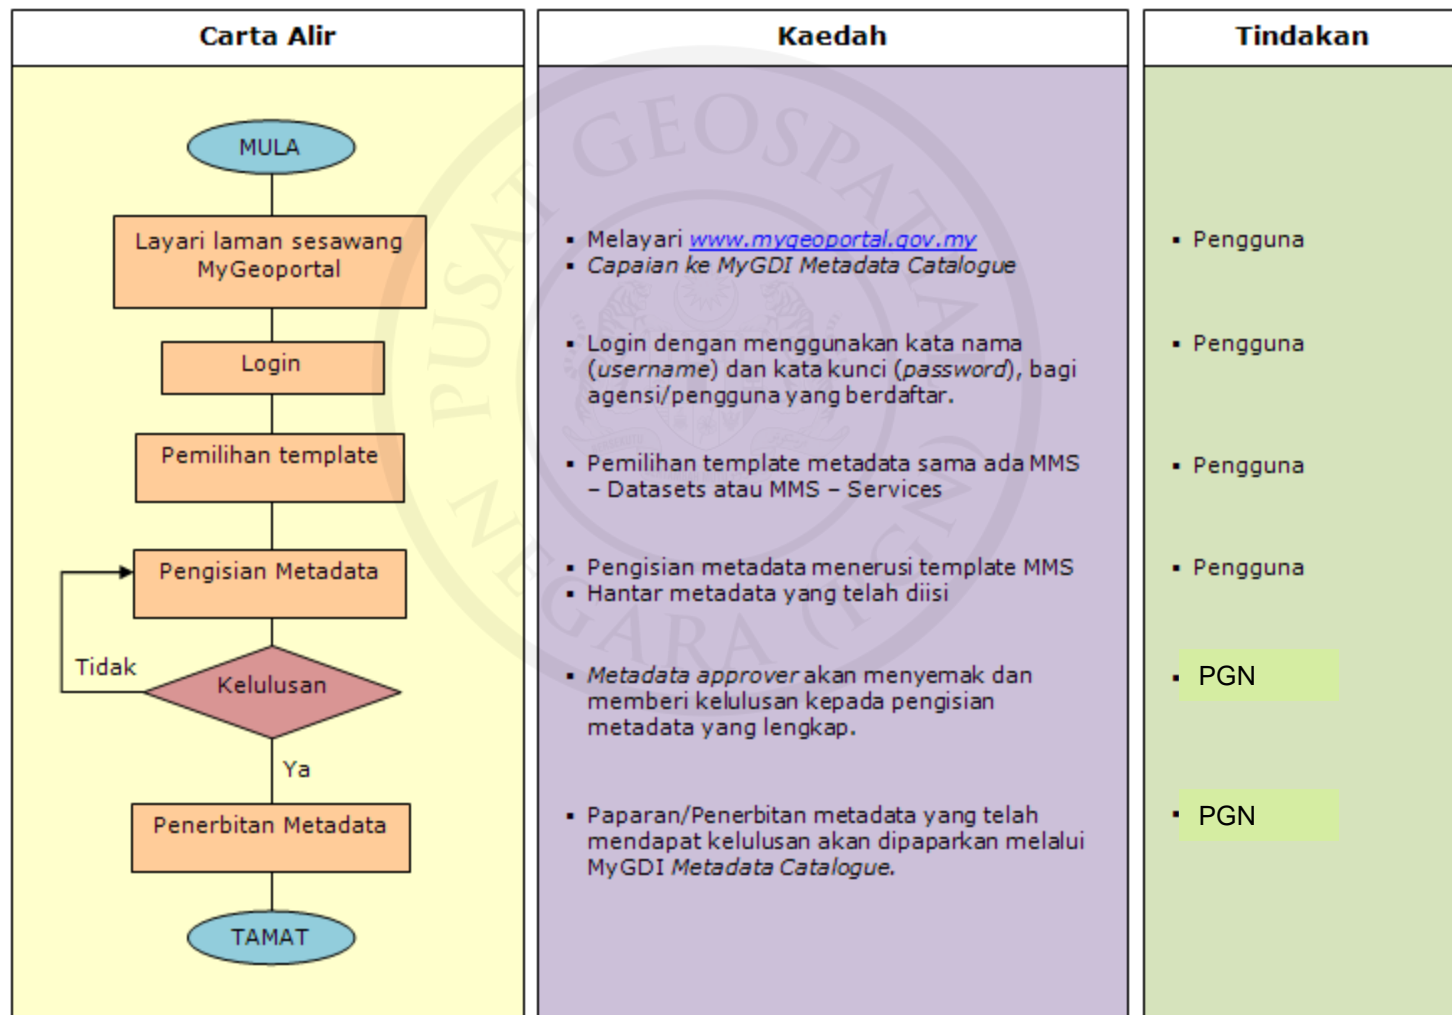 Carta Alir
Kaedah
Tindakan
MULA
Layari laman sesawang
MyGeoportal
▪ Melayari www.mygeoportal.gov.my
▪ Capaian ke MyGDI Metadata Catalogue
▪ Pengguna
Login
▪ Login dengan menggunakan kata nama
(username) dan kata kunci (password), bagi
agensi/pengguna yang berdaftar.
▪ Pengguna
Pemilihan template
▪ Pemilihan template metadata sama ada MMS
– Datasets atau MMS – Services
▪ Pengguna
Pengisian Metadata
▪ Pengisian metadata menerusi template MMS
▪ Hantar metadata yang telah diisi
▪ Pengguna
Tidak
Kelulusan
▪ Metadata approver akan menyemak dan
memberi kelulusan kepada pengisian
metadata yang lengkap.
▪ PGN
Ya
Penerbitan Metadata
▪ Paparan/Penerbitan metadata yang telah
mendapat kelulusan akan dipaparkan melalui
MyGDI Metadata Catalogue.
▪ PGN
TAMAT
PUSAT GEOSPATIAL NEGARA (PGN)